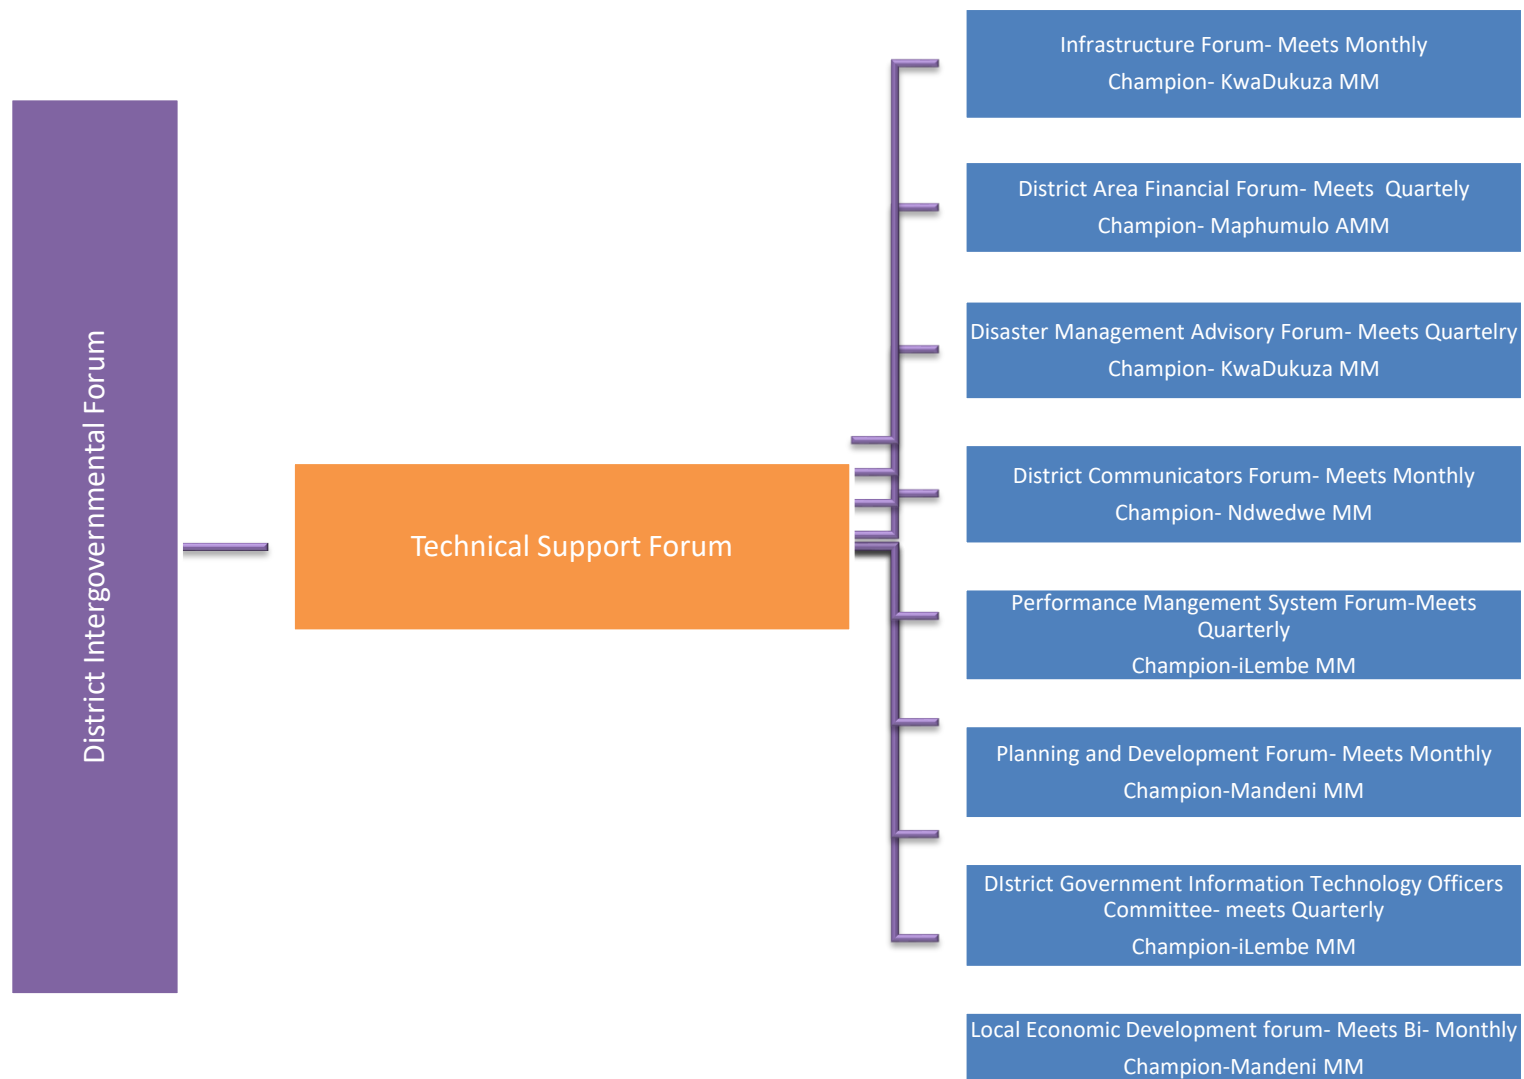 District Intergovernmental Forum
Technical Support Forum
Infrastructure Forum- Meets Monthly
Champion- KwaDukuza MM
District Area Financial Forum- Meets  Quartely
Champion- Maphumulo AMM
Disaster Management Advisory Forum- Meets Quartelry
Champion- KwaDukuza MM
District Communicators Forum- Meets Monthly
Champion- Ndwedwe MM
Performance Mangement System Forum-Meets
Quarterly
Champion-iLembe MM
Planning and Development Forum- Meets Monthly
Champion-Mandeni MM
DIstrict Government Information Technology Officers
Committee- meets Quarterly
Champion-iLembe MM
Local Economic Development forum- Meets Bi- Monthly
Champion-Mandeni MM